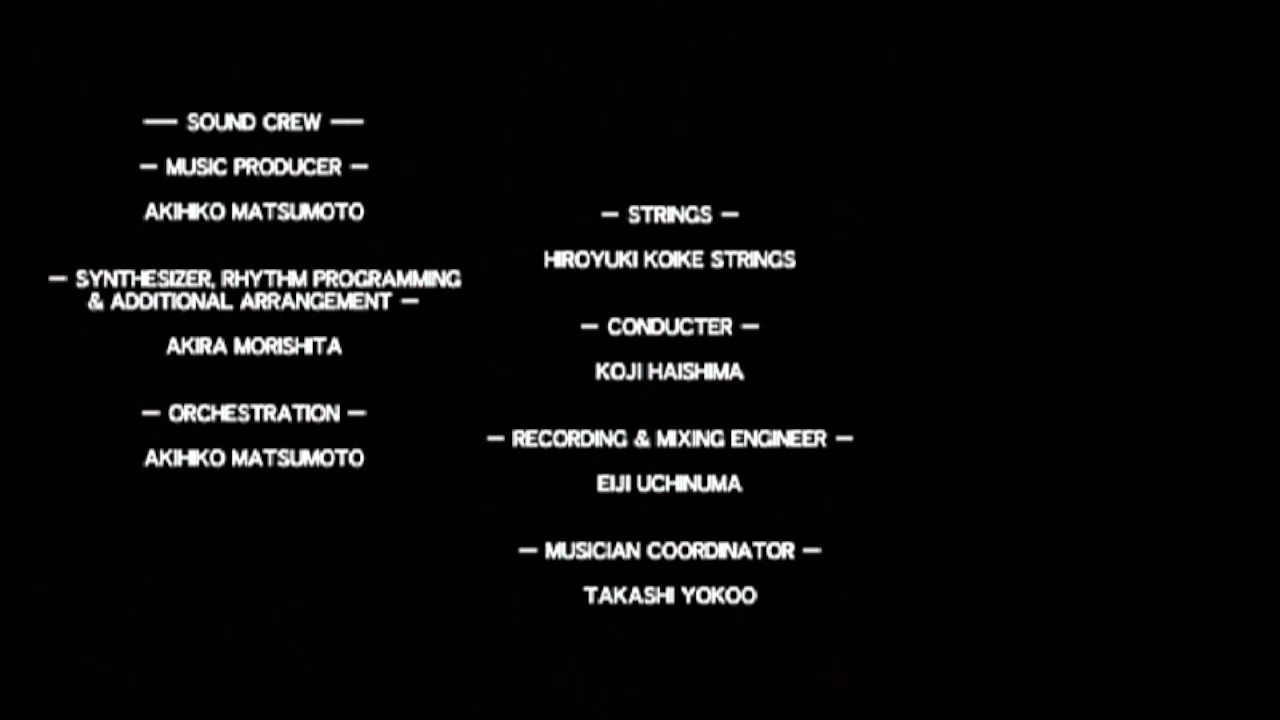 — SOUND CREW —
– MUSIC PRODUCER –
AKIHIKO MATSUMOTO
– SYNTHESIZER, RHYTHM PROGRAMMING
& ADDITIONAL ARRANGEMENT –
AKIRA MORISHITA
– ORCHESTRATION –
AKIHIKO MATSUMOTO
– STRINGS –
HIROYUKI KOIKE STRINGS
– CONDUCTER –
KOJI HAISHIMA
– RECORDING & MIXING ENGINEER –
EIJI UCHINUMA
– MUSICIAN COORDINATOR –
TAKASHI YOKOO